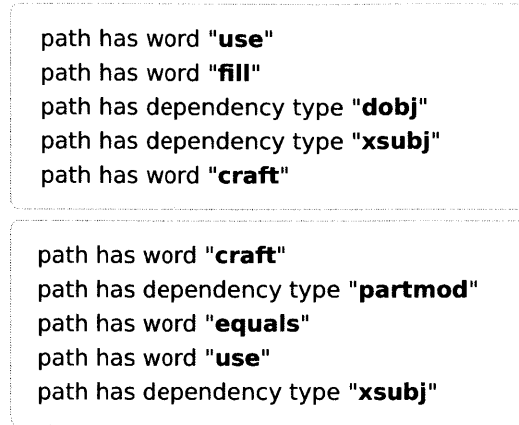 path has word "use"
path has word "fill"
path has dependency type "dobj"
path has dependency type "xsubj"
path has word "craft"
path has word "craft"
path has dependency type "partmod"
path has word "equals"
path has word "use"
path has dependency type "xsubj"